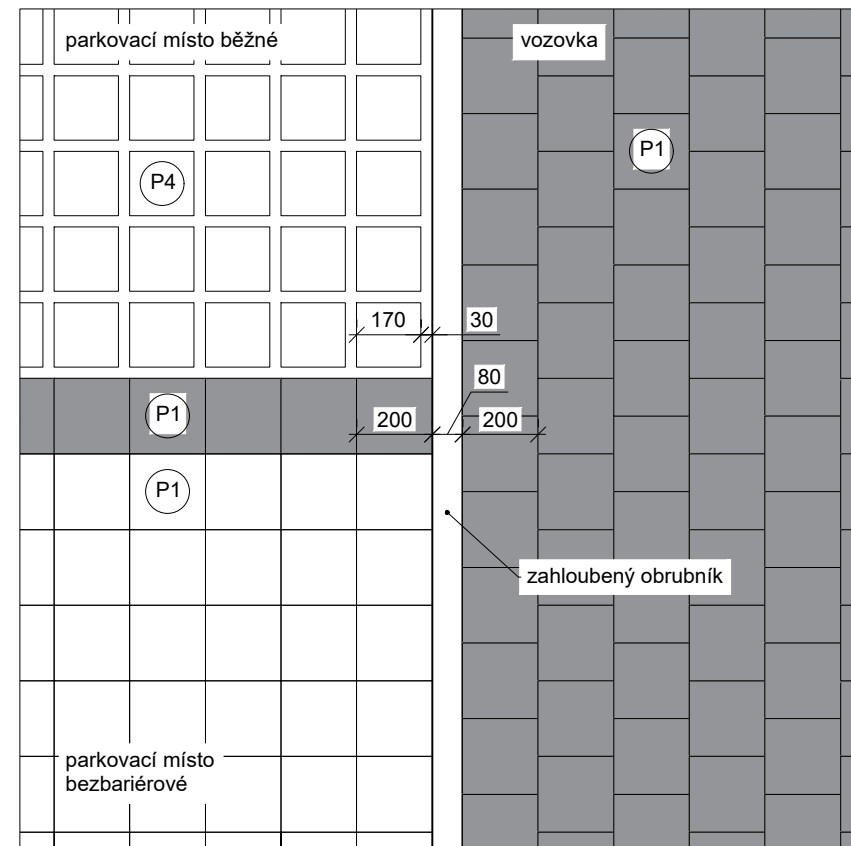 parkovací místo běžné
vozovka
P1
P4
170
30
80
P1
200
200
P1
zahloubený obrubník
parkovací místo
bezbariérové